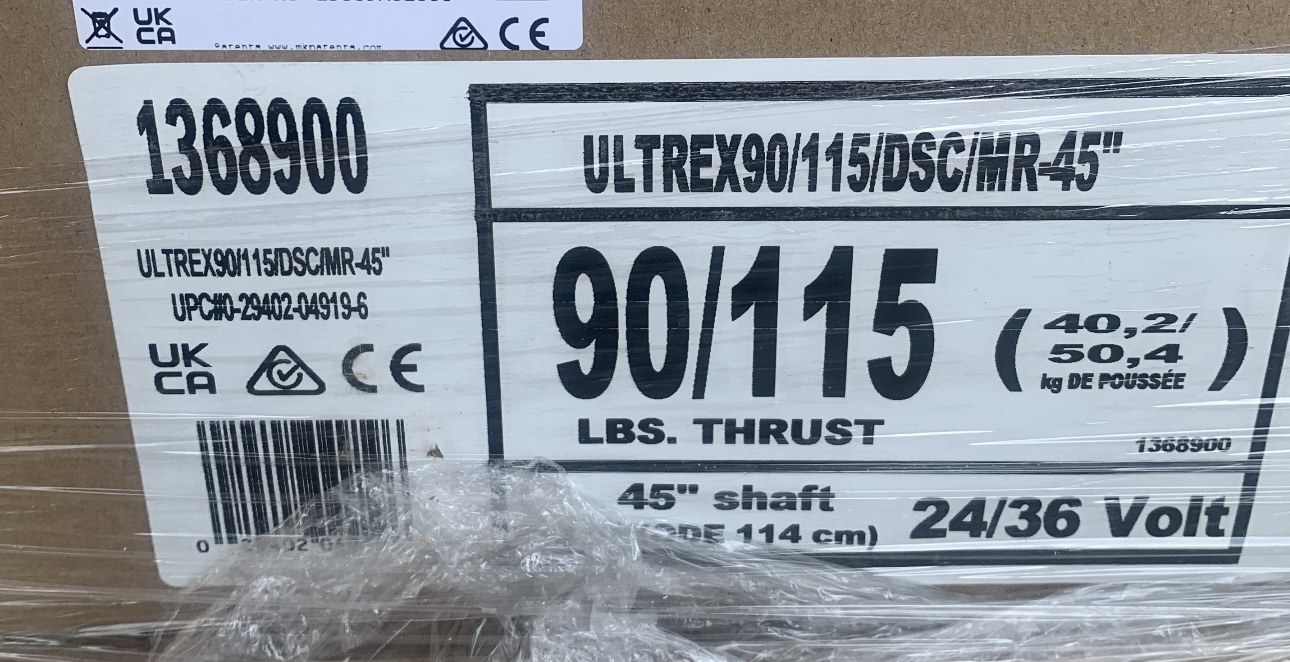 UK
CA
CE
1368900
ULTREX90/115/DSC/MR-45"
UPC#0-29402-04919-6
UK
CA
CE
0
ULTREX90/115/DSC/MR-45"
90/115
LBS. THRUST
(40,2/
50,4
kg DE POUSSÉE)
1368900
45" shaft
114 cm)
24/36 Volt